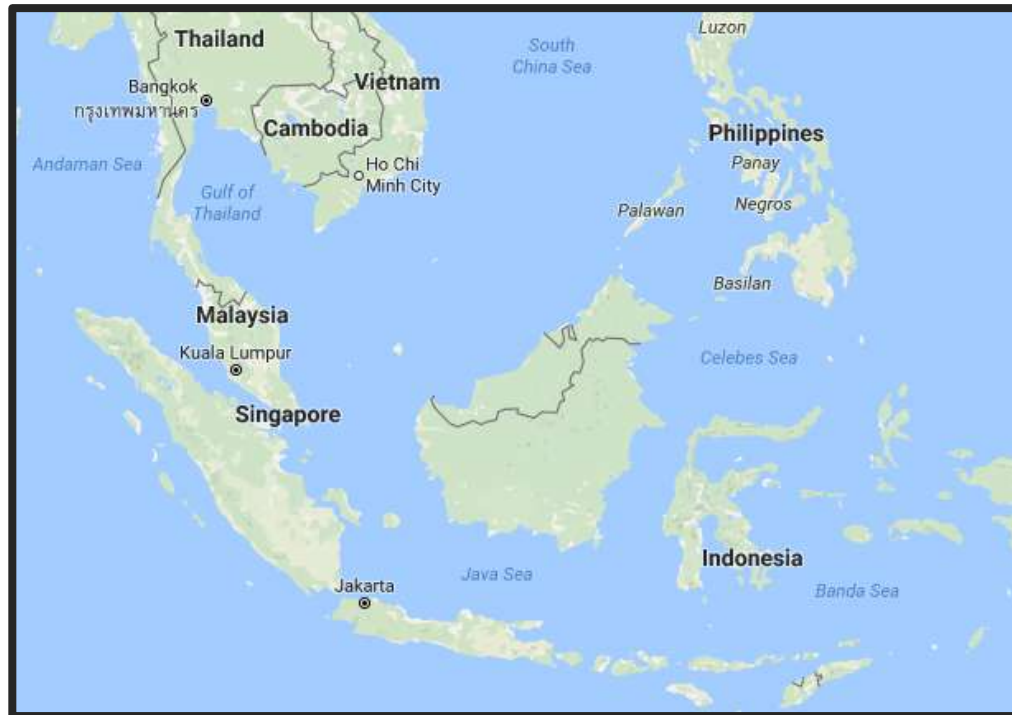 Luzon
Thailand
South
China Sea
Vietnam
Bangkok
กรุงเทพมหานคร
Cambodia
Philippines
Andaman Sea
Ho Chi
Minh City
Panay
Gulf of
Thailand
Palawan
Negros
Basilan
Malaysia
Kuala Lumpur
Celebes Sea
Singapore
Indonesia
Java Sea
Jakarta
Banda Sea